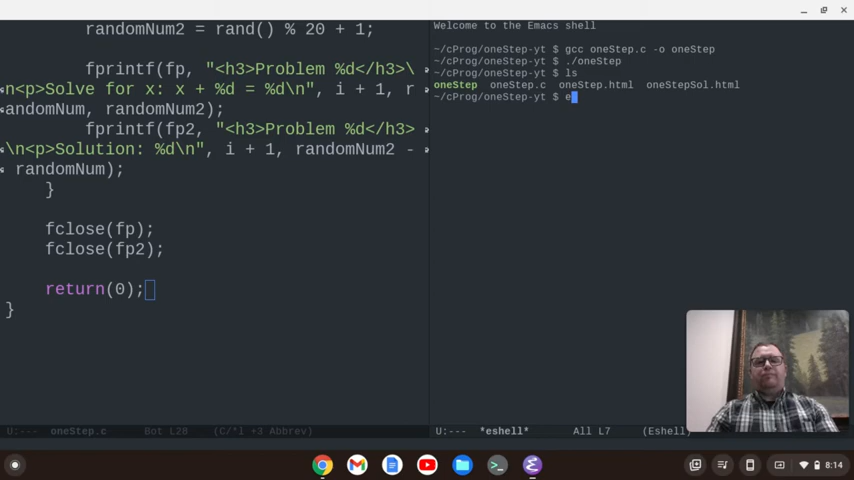 randomNum2 = rand() % 20 + 1;
fprintf(fp, "<h3>Problem %d</h3>\
n<p>Solve for x: x + %d = %d\n", i + 1, r
andomNum, randomNum2);
fprintf(fp2, "<h3>Problem %d</h3>
\n<p>Solution: %d\n", i + 1, randomNum2 -
randomNum);
}
fclose(fp);
fclose(fp2);
return(0);
}
U:--- oneStep.c Bot L28 (C/*l +3 Abbrev)
Welcome to the Emacs shell
~/cProg/oneStep-yt $ gcc oneStep.c -o oneStep
~/cProg/oneStep-yt $ ./oneStep
~/cProg/oneStep-yt $ ls
oneStep oneStep.c oneStep.html oneStepSol.html
~/cProg/oneStep-yt $ e
U:--- *eshell* All L7 (Eshell)
8:14